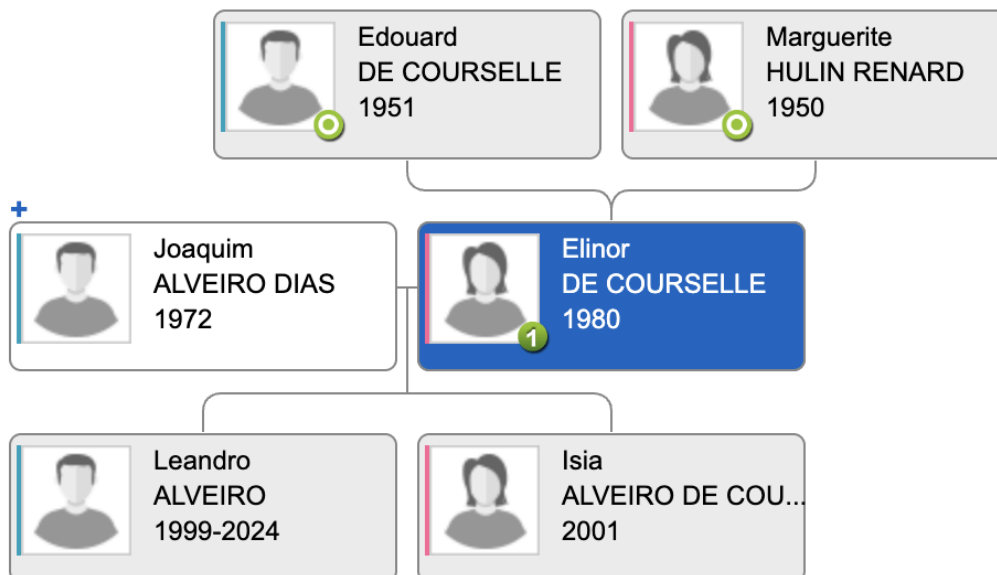 Edouard
DE COURSELLE
1951
Marguerite
HULIN RENARD
1950
+
Joaquim
ALVEIRO DIAS
1972
Elinor
DE COURSELLE
1980
1
Leandro
ALVEIRO
1999-2024
Isia
ALVEIRO DE COU...
2001